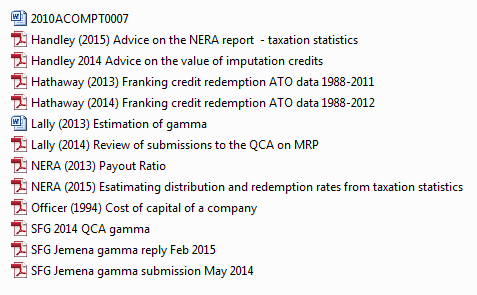 2010ACOMPT0007
Handley (2015) Advice on the NERA report - taxation statistics
Handley 2014 Advice on the value of imputation credits
Hathaway (2013) Franking credit redemption ATO data 1988-2011
Hathaway (2014) Franking credit redemption ATO data 1988-2012
Lally (2013) Estimation of gamma
Lally (2014) Review of submissions to the QCA on MRP
NERA (2013) Payout Ratio
NERA (2015) Esatimating distribution and redemption rates from taxation statistics
Officer (1994) Cost of capital of a company
SFG 2014 QCA gamma
SFG Jemena gamma reply Feb 2015
SFG Jemena gamma submission May 2014